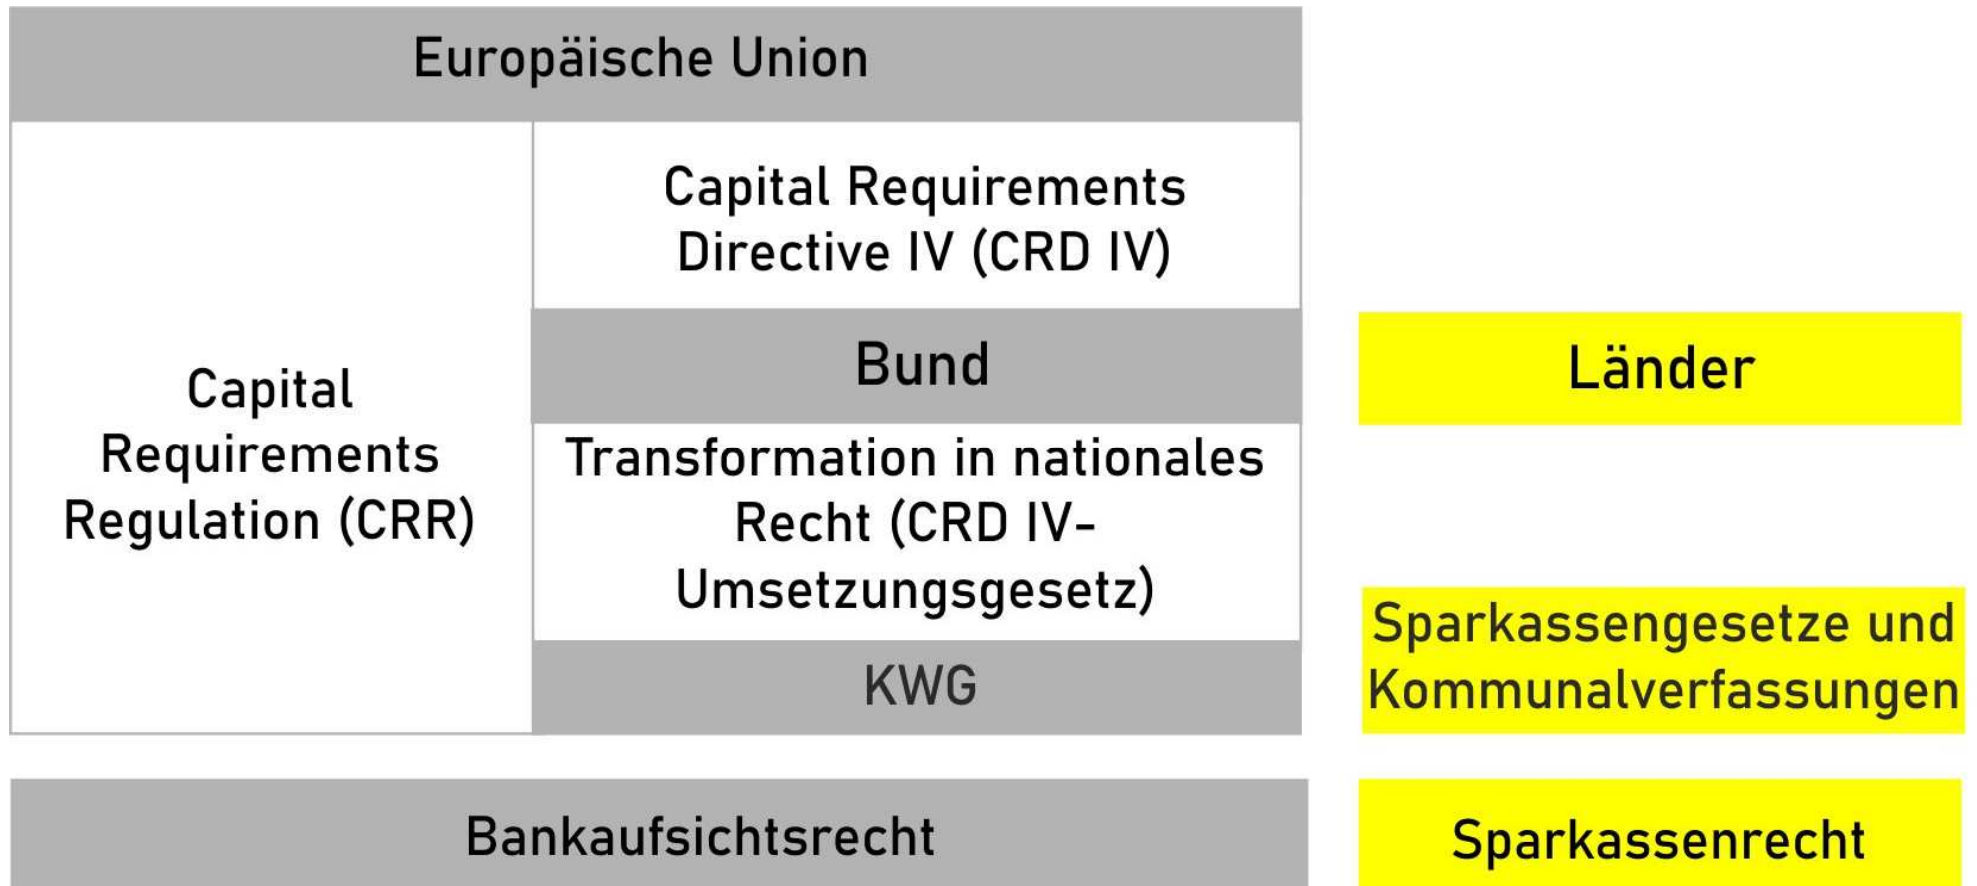 Europäische Union
Capital Requirements
Directive IV (CRD IV)
Bund
Länder
Capital
Requirements
Regulation (CRR)
Transformation in nationales
Recht (CRD IV-
Umsetzungsgesetz)
Sparkassengesetze und
Kommunalverfassungen
KWG
Bankaufsichtsrecht
Sparkassenrecht